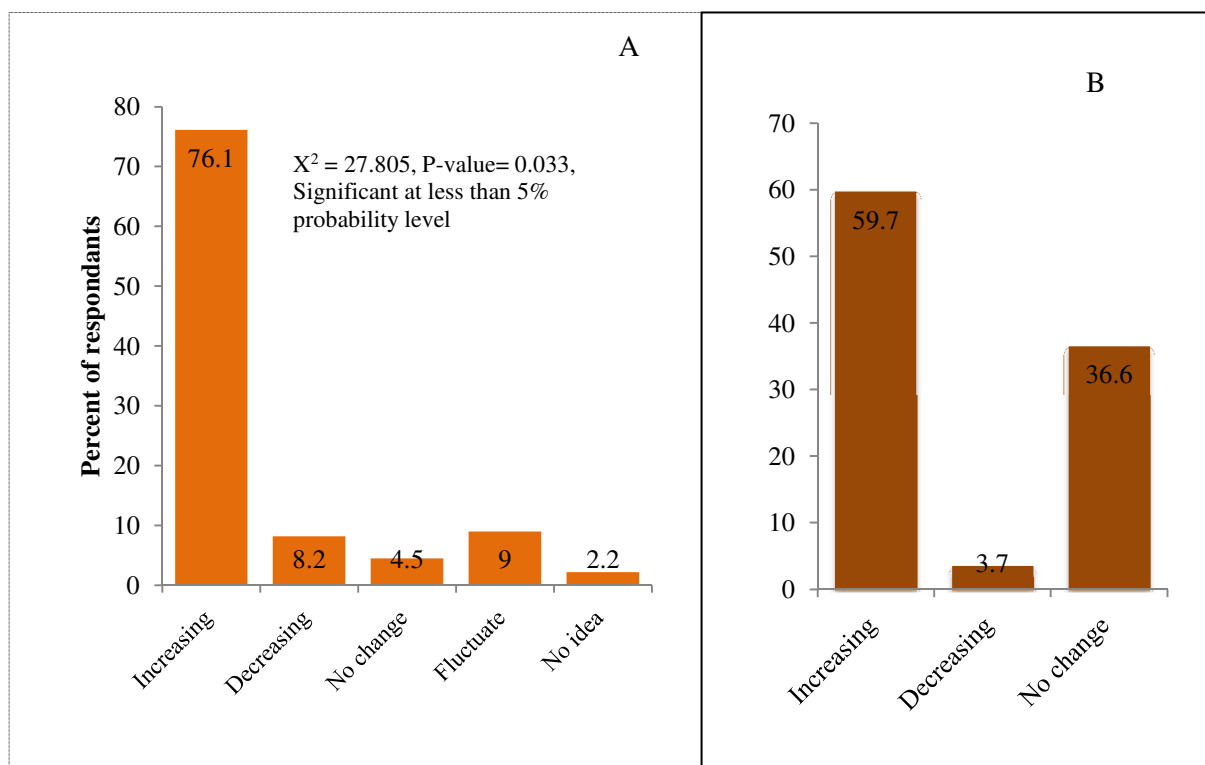 A
Percent of respondants
80
70
60
50
40
30
20
10
0
X² = 27.805, P-value= 0.033,
Significant at less than 5%
probability level
76.1
8.2
4.5
9
2.2
Increasing
Decreasing
No change
Fluctuate
No idea
B
70
60
50
40
30
20
10
0
59.7
3.7
36.6
Increasing
Decreasing
No change